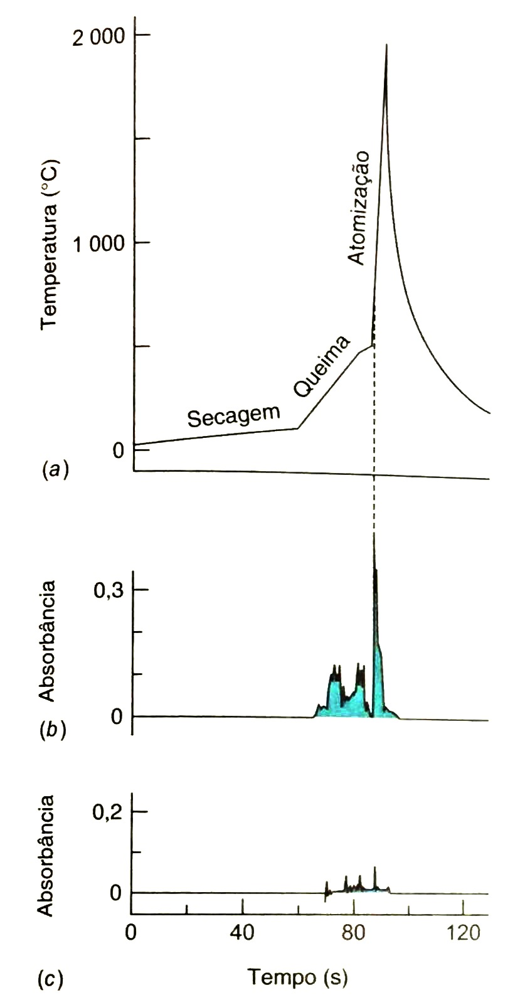 2 000
1 000
0
Temperatura (°C)
Secagem
Queima
Atomização
(a)
Absorbância
0,3
0
(b)
Absorbância
0,2
0
0
40
80
120
(c)
Tempo (s)